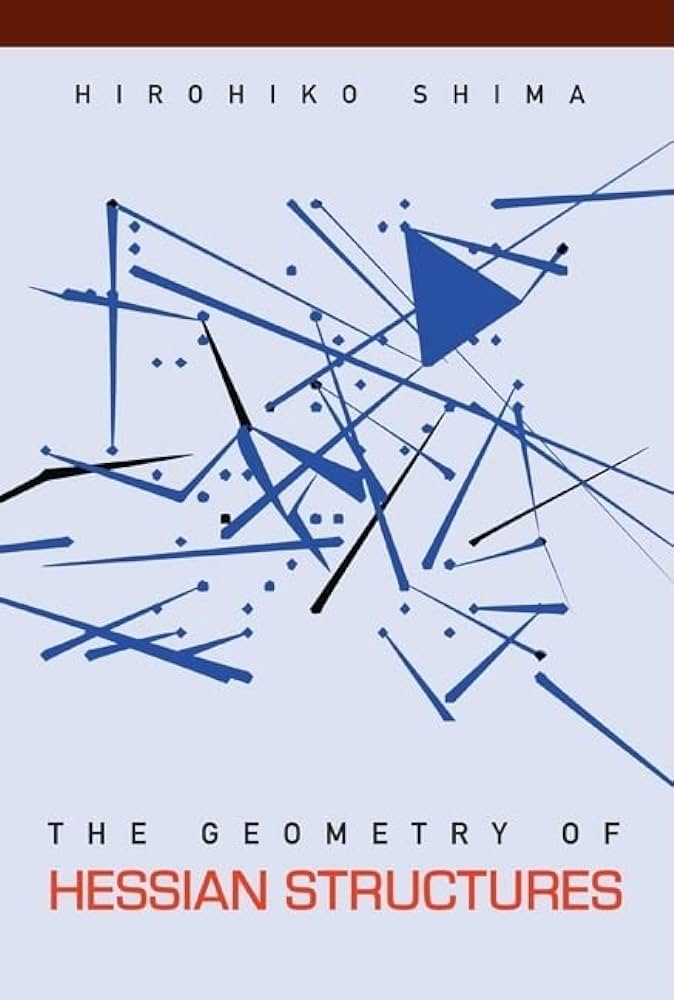 HIROHIKO SHIMA
THE GEOMETRY OF
HESSIAN STRUCTURES